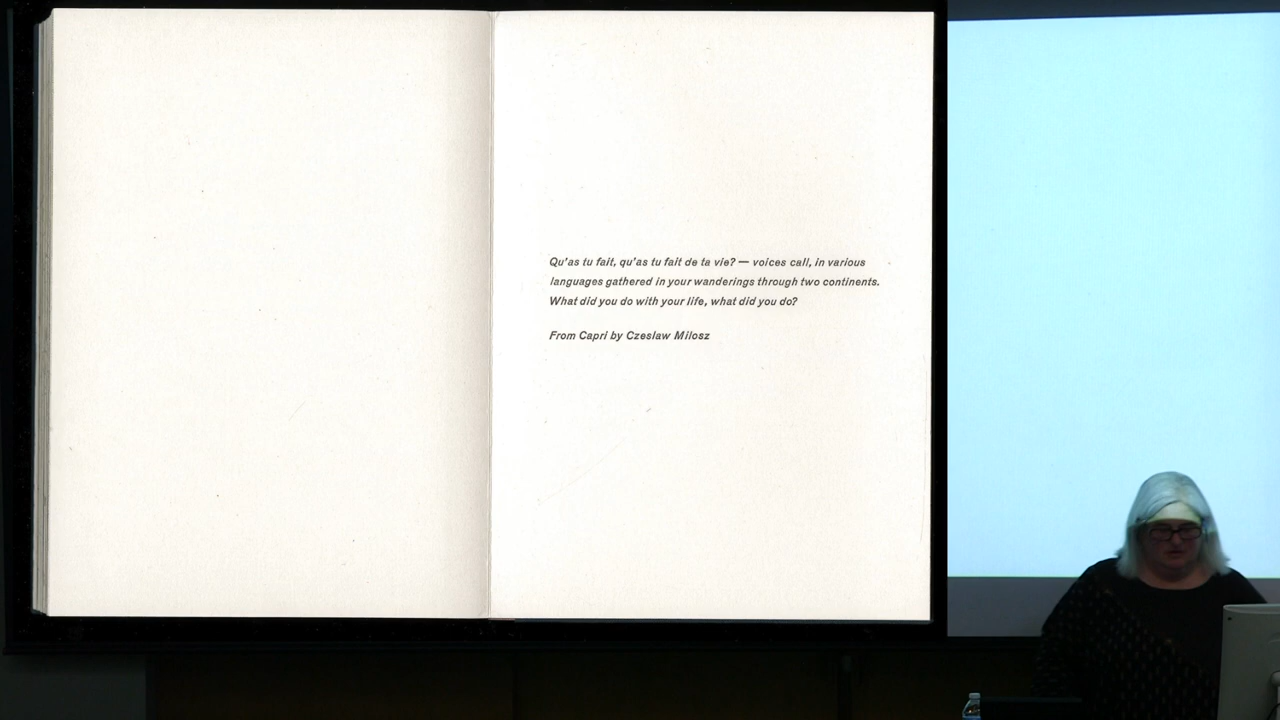 Qu'as tu fait, qu'as tu fait de ta vie? — voices call, in various
languages gathered in your wanderings through two continents.
What did you do with your life, what did you do?
From Capri by Czeslaw Milosz